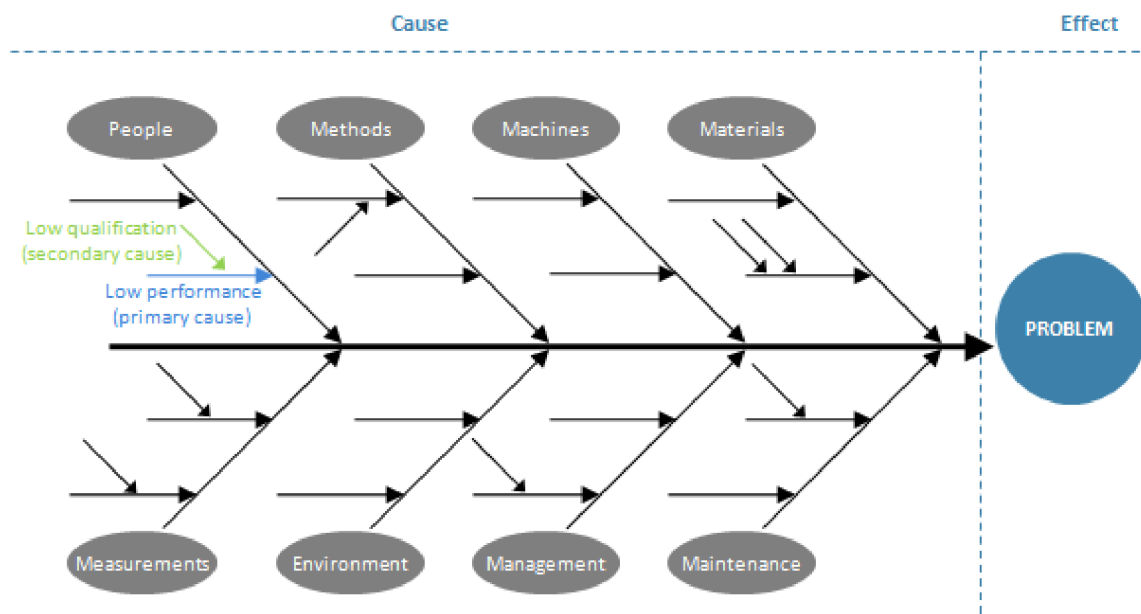 Cause
Effect
People
Methods
Machines
Materials
Low qualification
(secondary cause)
Low performance
(primary cause)
PROBLEM
Measurements
Environment
Management
Maintenance